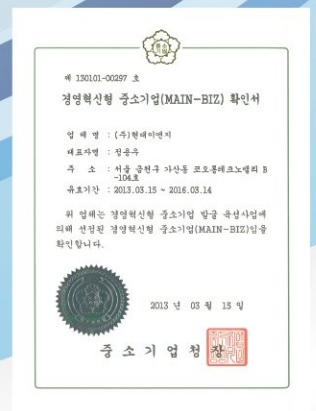 제 130101-00297 호
경영혁신형 중소기업(MAIN-BIZ) 확인서
업 체 명 : (주)현대이엔지
대표자명 : 정용우
주 소 : 서울 금천구 가산동 코오롱테크노밸리 B
-104호
유효기간 : 2013.03.15 ~ 2016.03.14
위 업체는 경영혁신형 중소기업 발굴 육성사업에
의해 선정된 경영혁신형 중소기업(MAIN-BIZ)임을
확인합니다.
2013 년 03 월 15 일
중 소 기 업 청 장